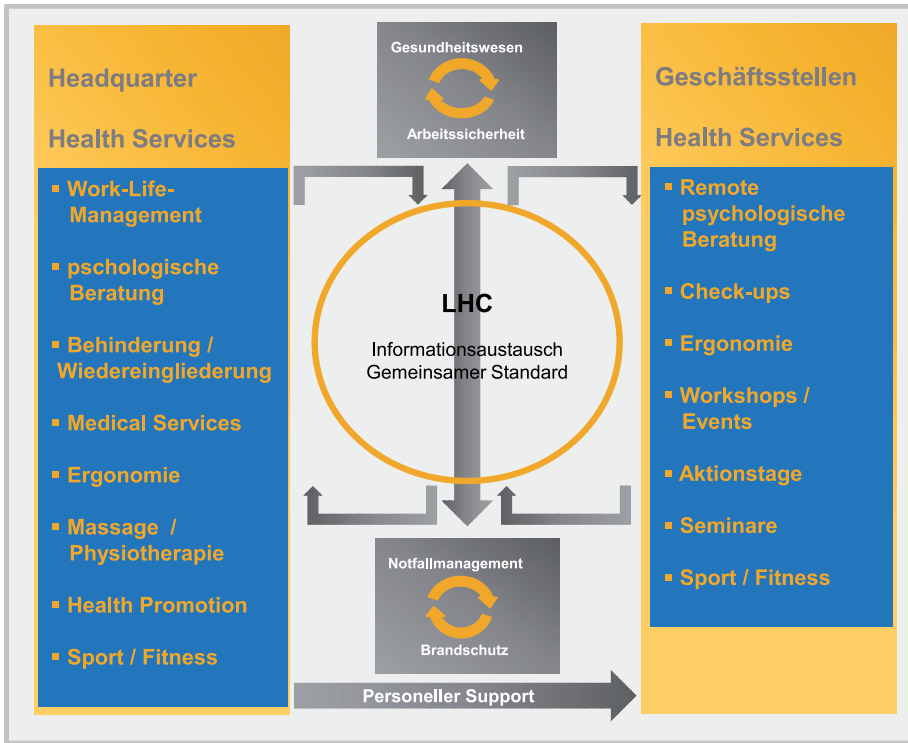 Headquarter
Health Services
▪ Work-Life-
Management
▪ pschologische
Beratung
▪ Behinderung /
Wiedereingliederung
▪ Medical Services
▪ Ergonomie
▪ Massage /
Physiotherapie
▪ Health Promotion
▪ Sport / Fitness
Gesundheitswesen
Arbeitssicherheit
LHC
Informationsaustausch
Gemeinsamer Standard
Notfallmanagement
Brandschutz
Personeller Support
Geschäftsstellen
Health Services
▪ Remote
psychologische
Beratung
▪ Check-ups
▪ Ergonomie
▪ Workshops /
Events
▪ Aktionstage
▪ Seminare
▪ Sport / Fitness